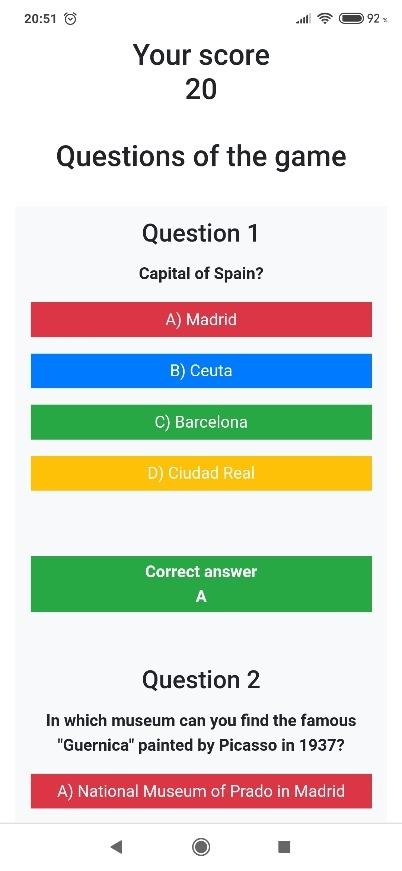 20:51
92
Your score
20
Questions of the game
Question 1
Capital of Spain?
A) Madrid
B) Ceuta
C) Barcelona
D) Ciudad Real
Correct answer
A
Question 2
In which museum can you find the famous
"Guernica" painted by Picasso in 1937?
A) National Museum of Prado in Madrid